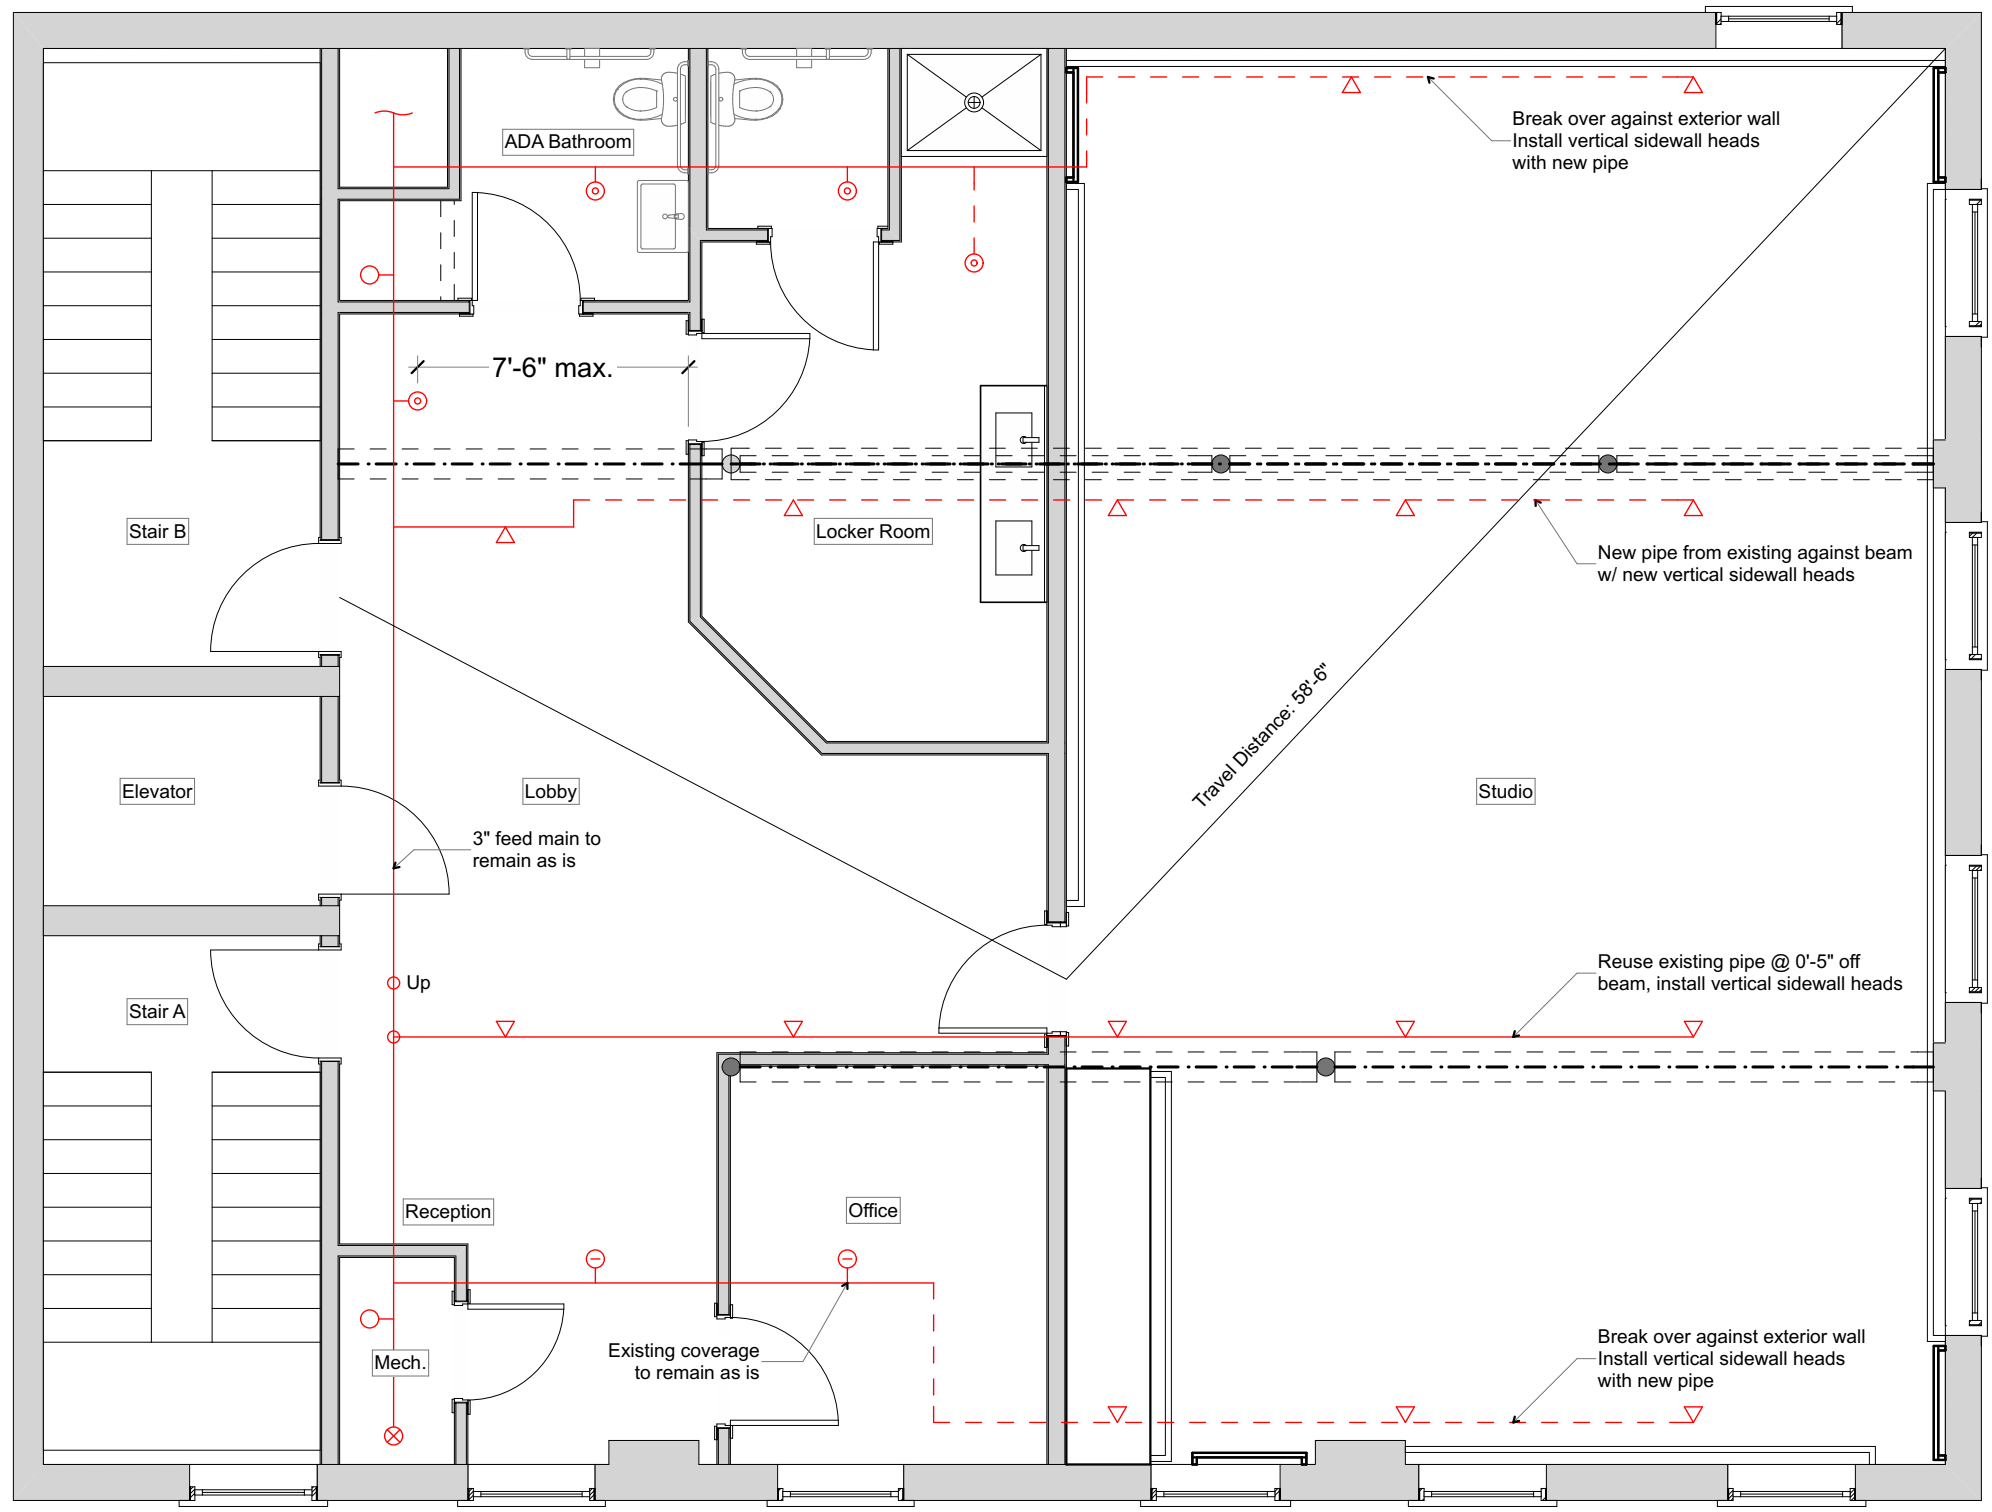 ADA Bathroom
Break over against exterior wall
Install vertical sidewall heads
with new pipe
7'-6" max.
Stair B
Locker Room
New pipe from existing against beam
w/ new vertical sidewall heads
Travel Distance: 58'-6"
Elevator
Lobby
Studio
3" feed main to
remain as is
Up
Stair A
Reuse existing pipe @ 0'-5" off
beam, install vertical sidewall heads
Reception
Office
Existing coverage
to remain as is
Mech.
Break over against exterior wall
Install vertical sidewall heads
with new pipe